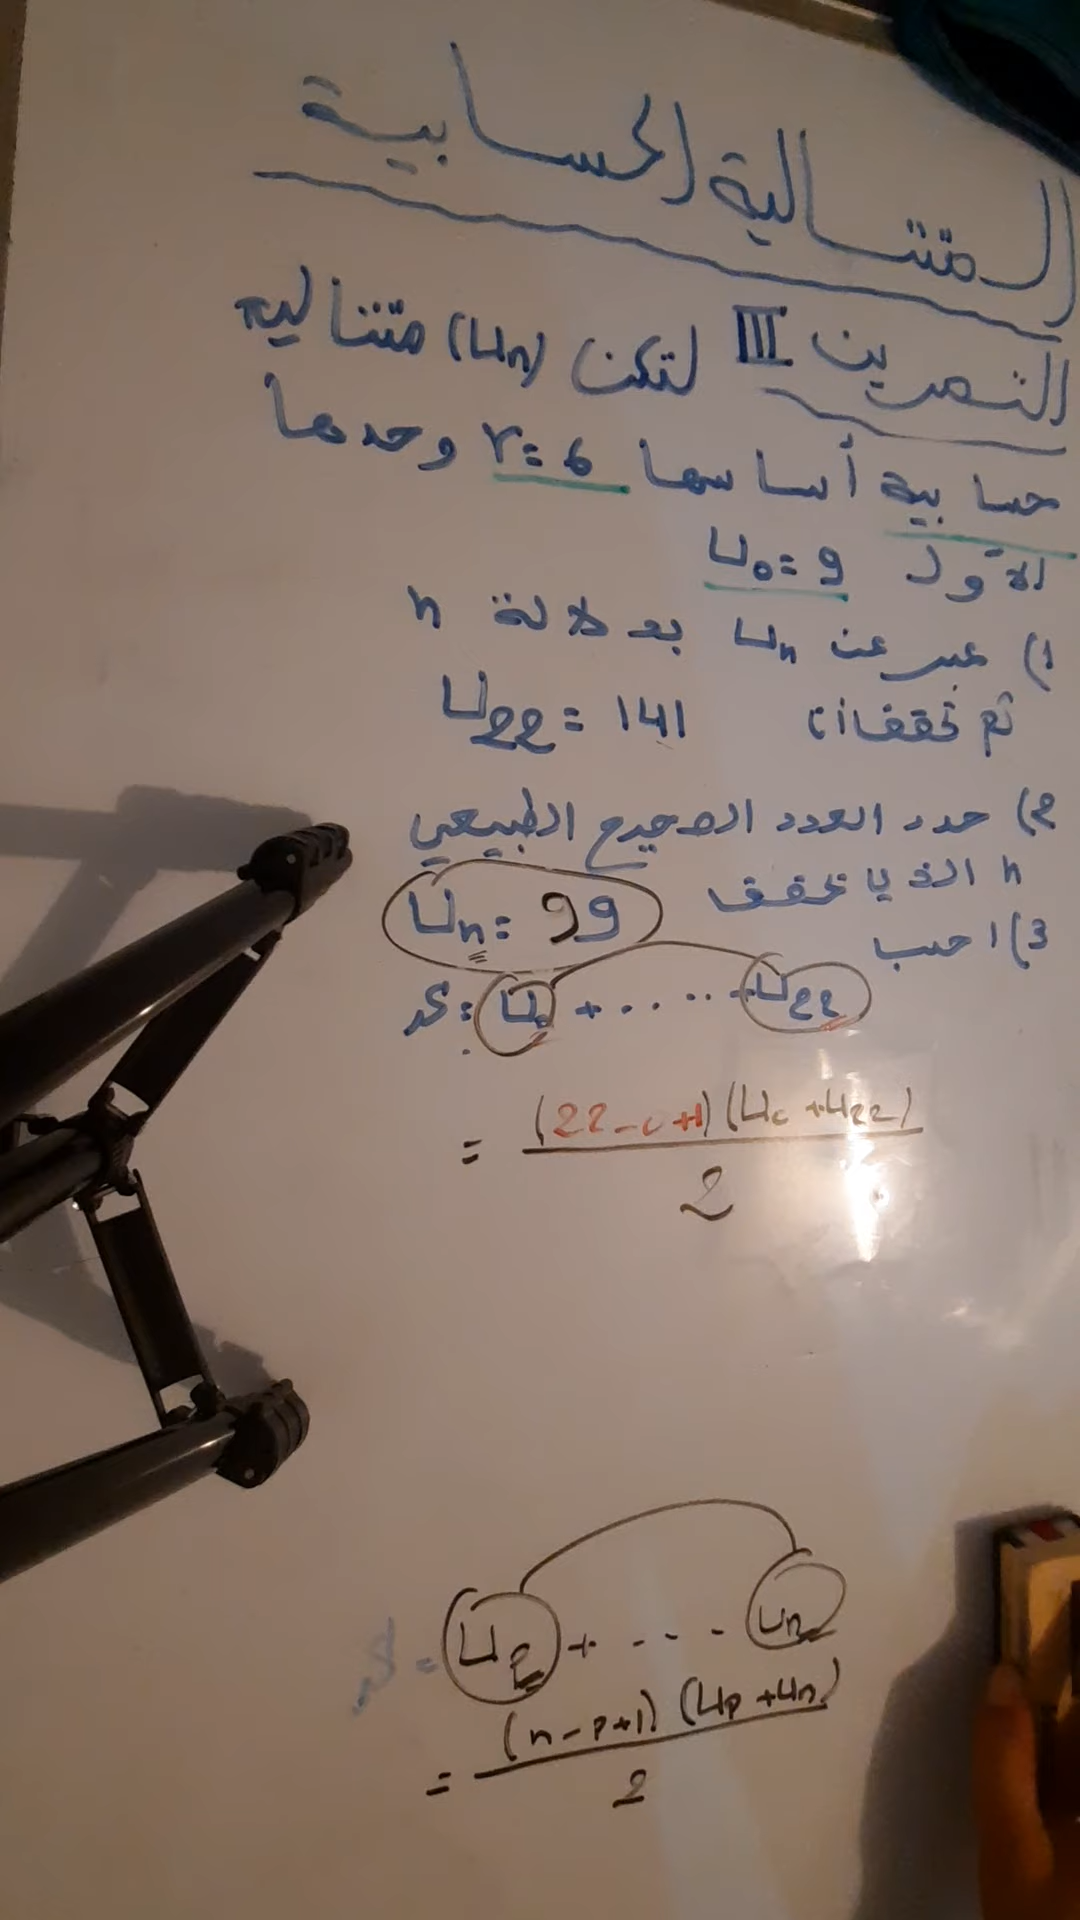 المتتالية الحسابية
التمرين III لتكن (Un) متتالية
حسابية أساسها r=6 وحدها
الأول U0=9
1) عبر عن Un بدلالة n
ثم تحقق أن U22=141
2) حدد العدد الصحيح الطبيعي
n الذي يحقق Un=99
3) احسب
S=U0+.....+U22
=(22-0+1)(U0+U22)/2
S=Up+....Un
=(n-p+1)(Up+Un)/2